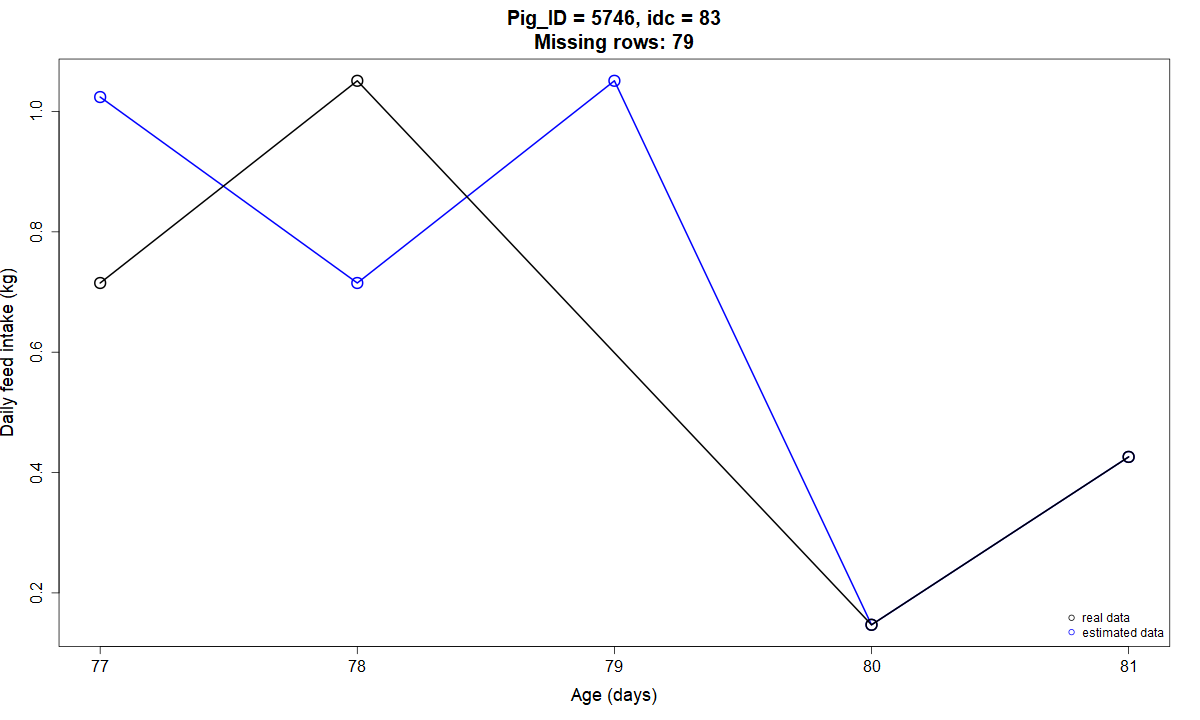 Pig_ID = 5746, idc = 83
Missing rows: 79
Daily feed intake (kg)
1.0
0.8
0.6
0.4
0.2
real data
estimated data
77 78 79 80 81
Age (days)